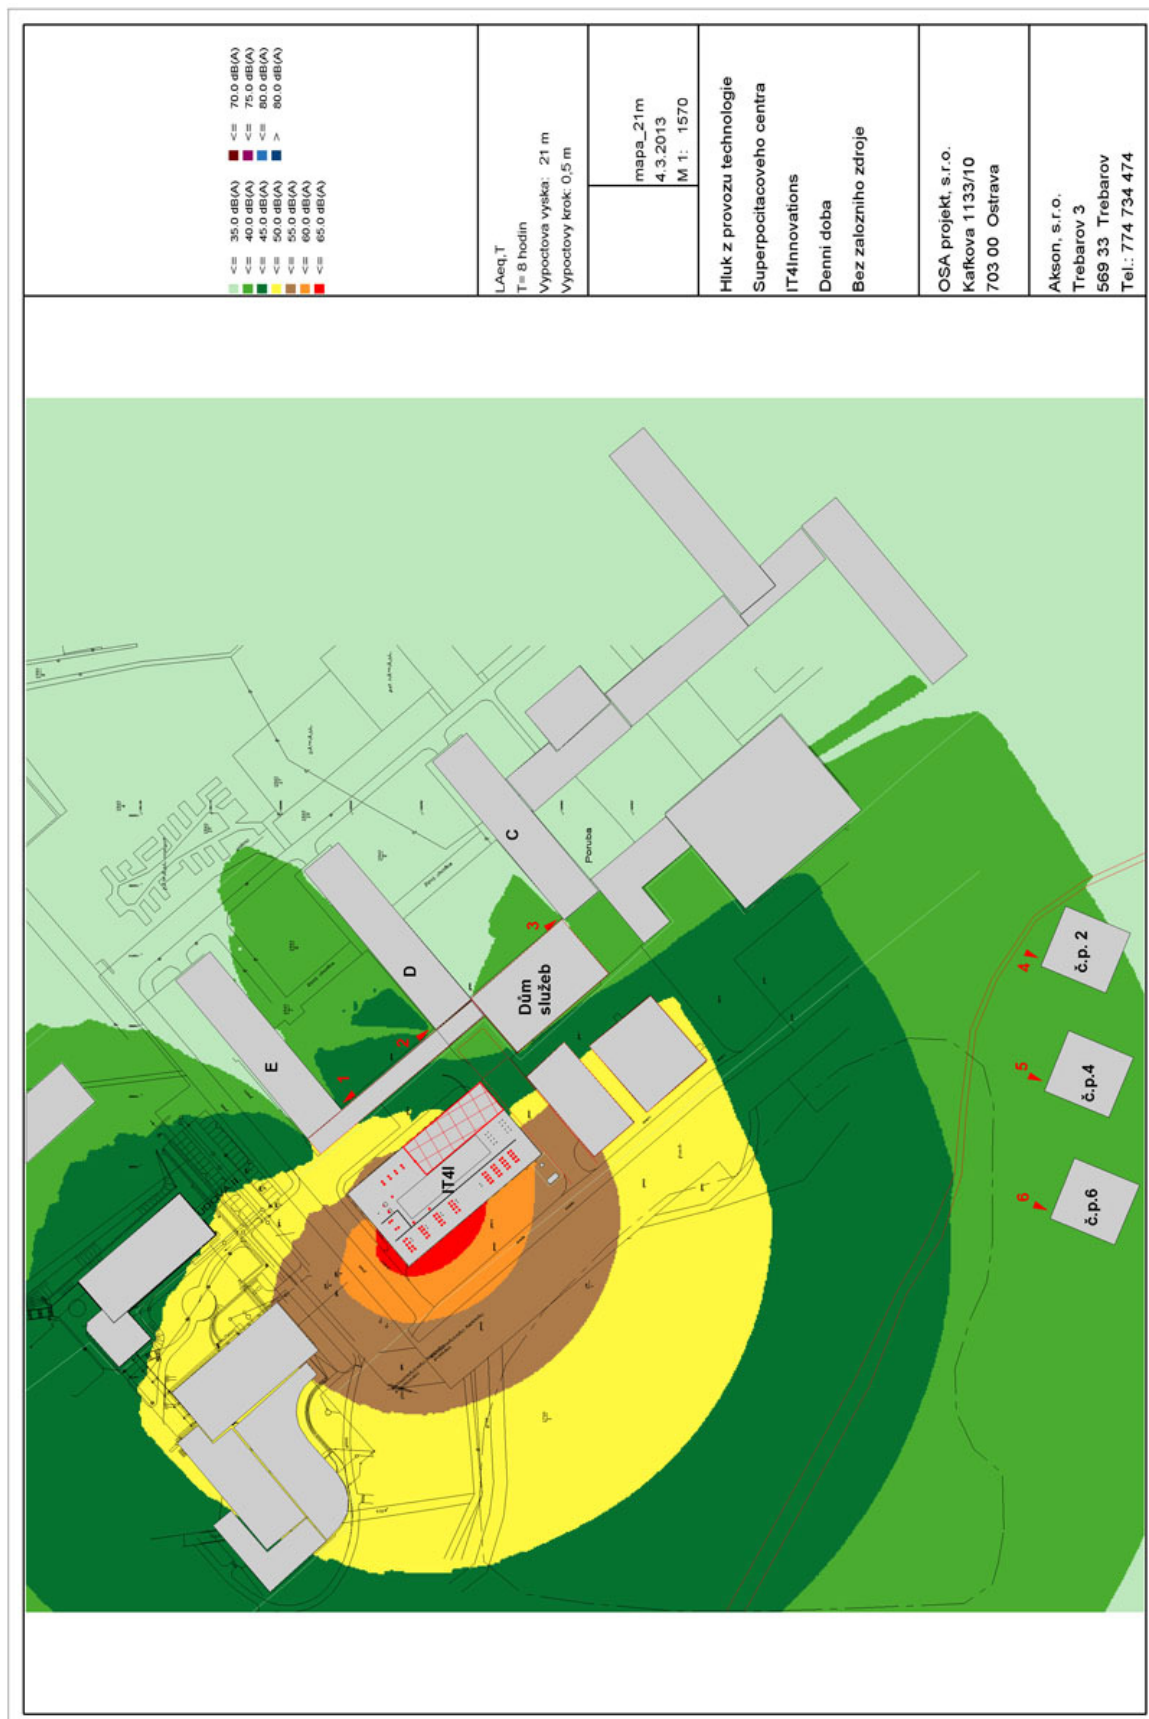 <= 35.0 dB(A)
<= 40.0 dB(A)
<= 45.0 dB(A)
<= 50.0 dB(A)
<= 55.0 dB(A)
<= 60.0 dB(A)
<= 65.0 dB(A)
<= 70.0 dB(A)
<= 75.0 dB(A)
<= 80.0 dB(A)
> 80.0 dB(A)
LAeq,T
T= 8 hodin
Vypoctova vyska: 21 m
Vypoctovy krok: 0,5 m
mapa_21m
4.3.2013
M 1: 1570
Hluk z provozu technologie
Superpocitacoveho centra
IT4Innovations
Denni doba
Bez zalozniho zdroje
OSA projekt, s.r.o.
Kafkova 1133/10
703 00 Ostrava
Akson, s.r.o.
Trebarov 3
569 33 Trebarov
Tel.: 774 734 474
E
D
C
1
2
3
Poruba
Dům
služeb
IT4I
4
č.p. 2
5
č.p.4
6
č.p.6